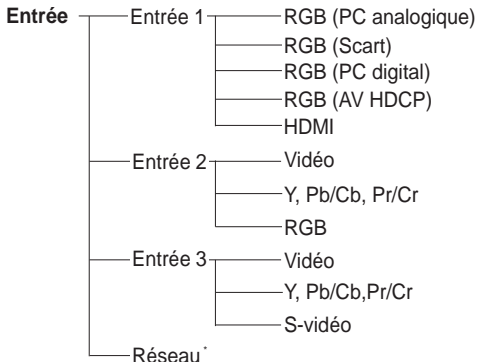 Entrée Entrée 1 RGB (PC analogique)
RGB (Scart)
RGB (PC digital)
RGB (AV HDCP)
HDMI
Entrée 2 Vidéo
Y, Pb/Cb, Pr/Cr
RGB
Entrée 3 Vidéo
Y, Pb/Cb,Pr/Cr
S-vidéo
Réseau*